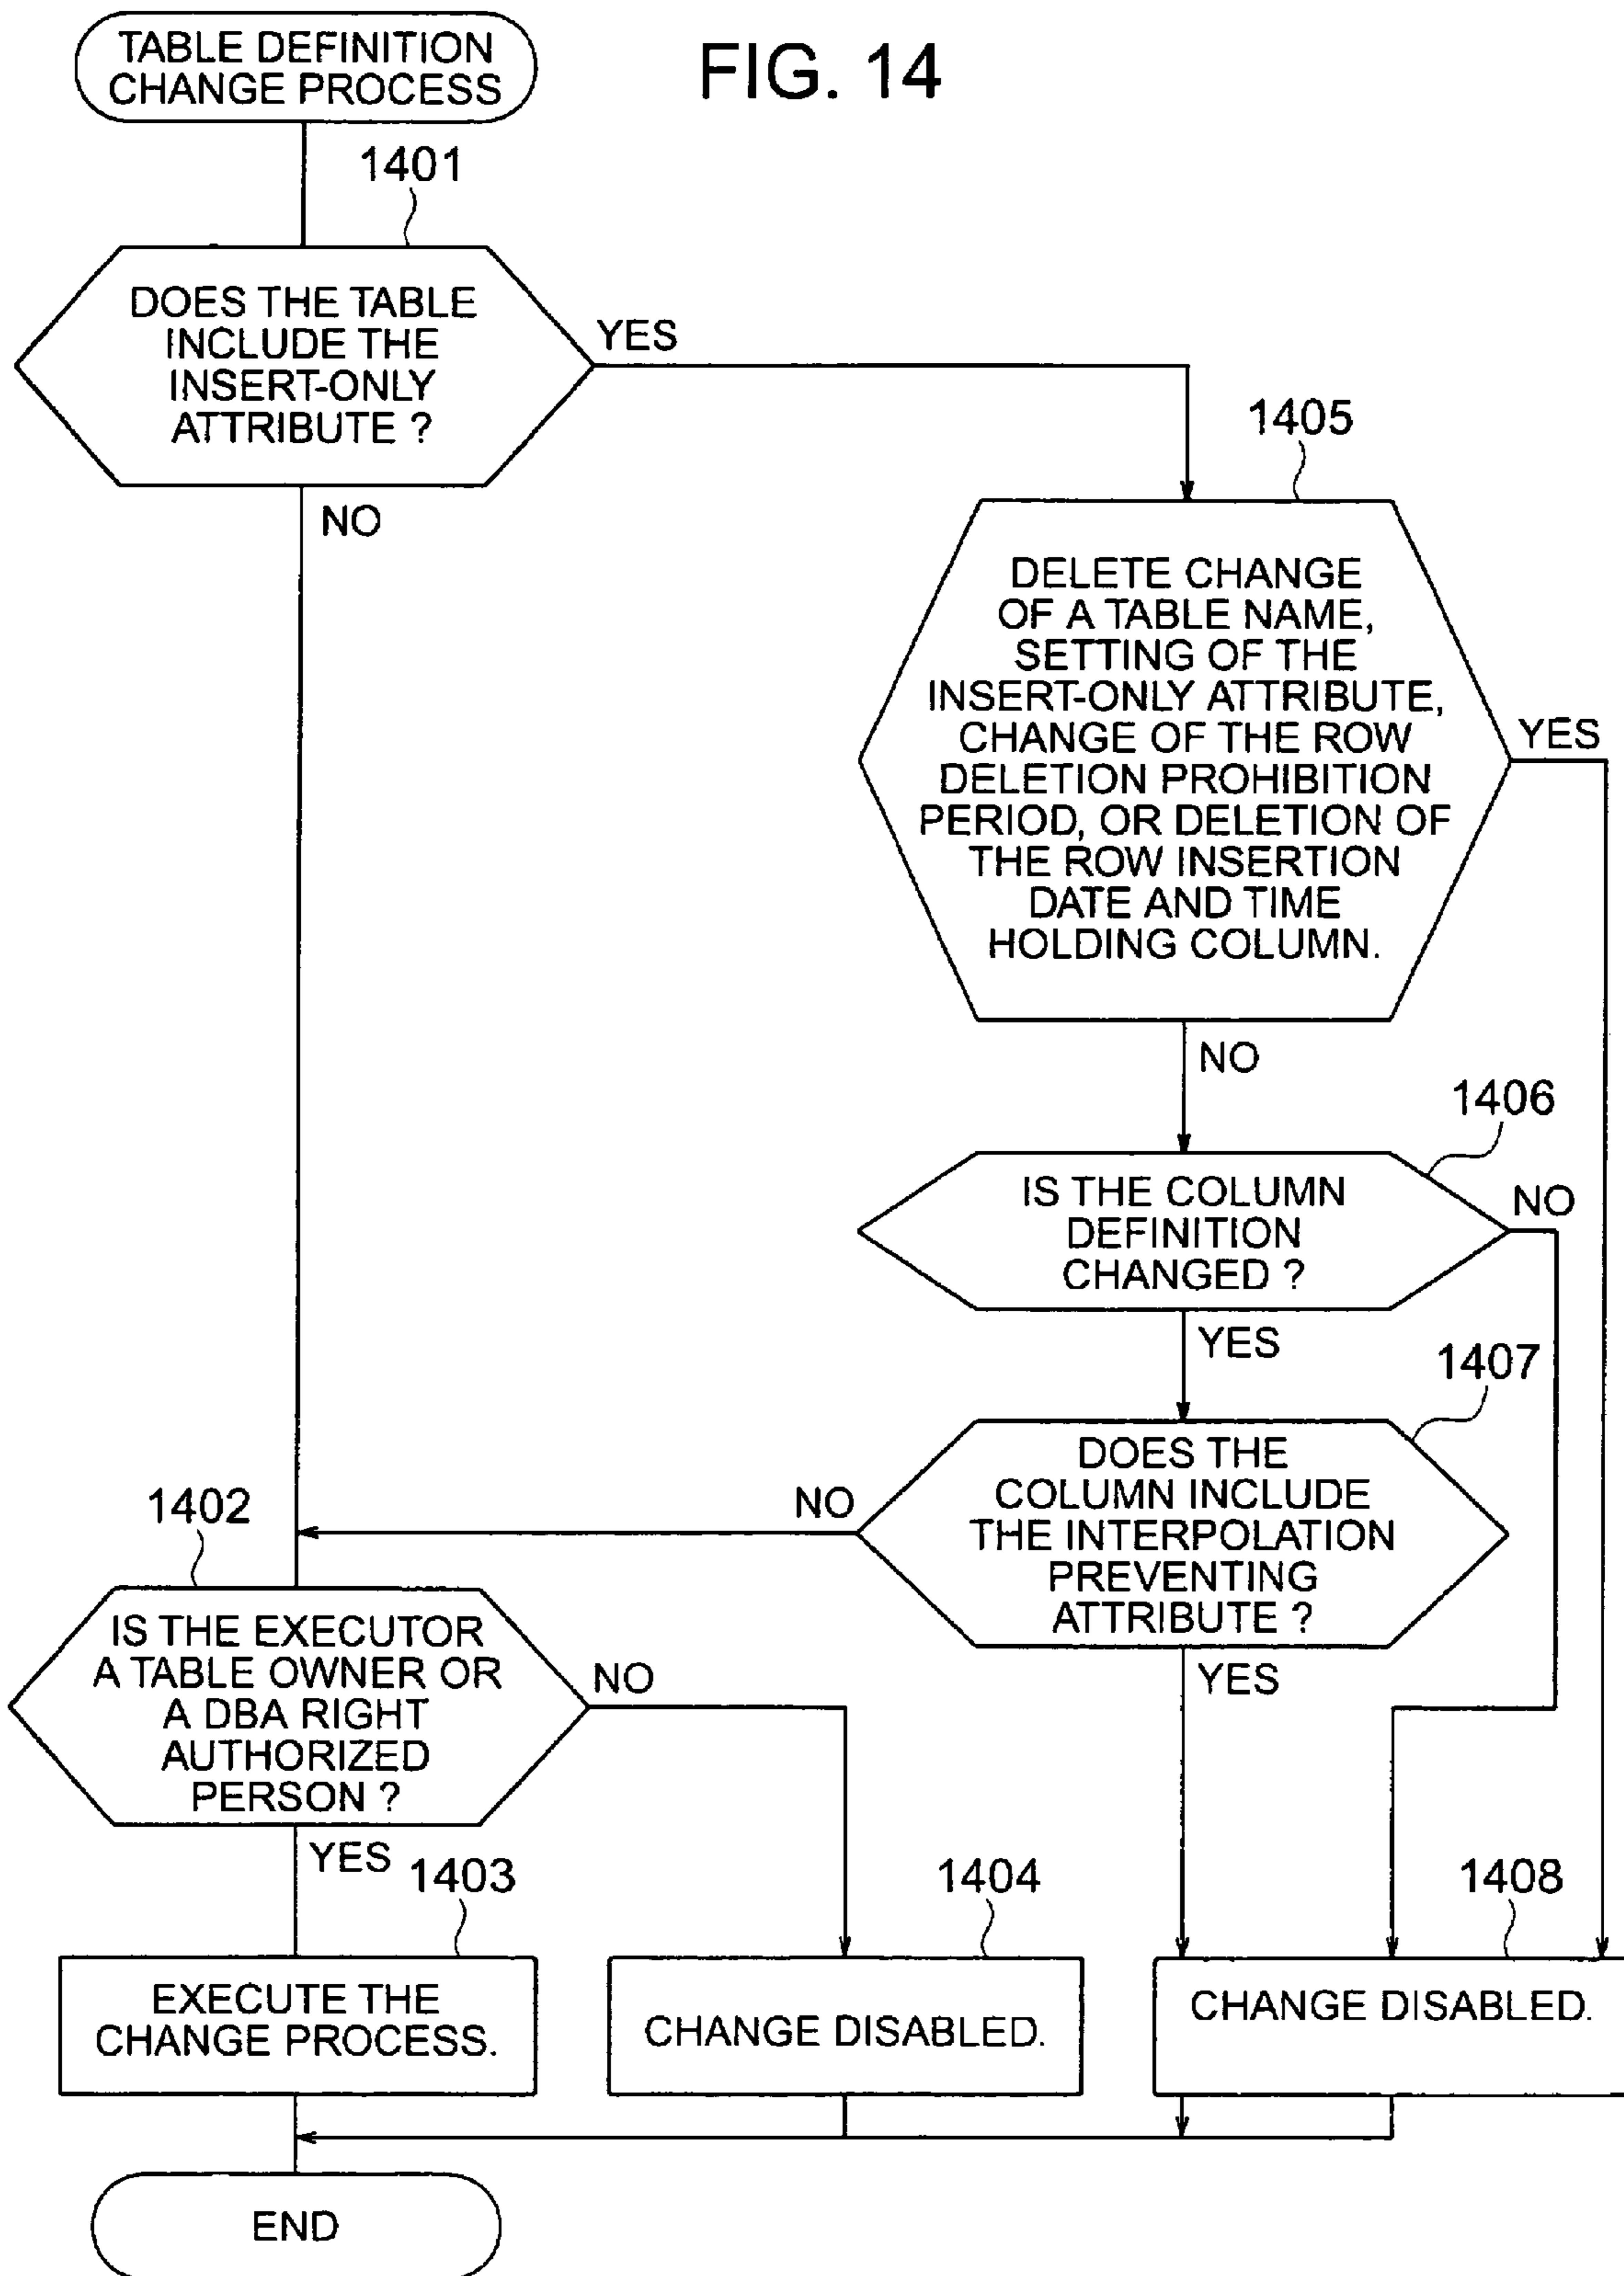 TABLE DEFINITION
CHANGE PROCESS
FIG. 14
1401
DOES THE TABLE
INCLUDE THE
INSERT-ONLY
ATTRIBUTE ?
YES
NO
1405
DELETE CHANGE
OF A TABLE NAME,
SETTING OF THE
INSERT-ONLY ATTRIBUTE,
CHANGE OF THE ROW
DELETION PROHIBITION
PERIOD, OR DELETION OF
THE ROW INSERTION
DATE AND TIME
HOLDING COLUMN.
YES
NO
1406
IS THE COLUMN
DEFINITION
CHANGED ?
NO
YES
1407
DOES THE
COLUMN INCLUDE
THE INTERPOLATION
PREVENTING
ATTRIBUTE ?
NO
YES
1402
IS THE EXECUTOR
A TABLE OWNER OR
A DBA RIGHT
AUTHORIZED
PERSON ?
NO
YES
1403
EXECUTE THE
CHANGE PROCESS.
1404
CHANGE DISABLED.
1408
CHANGE DISABLED.
END